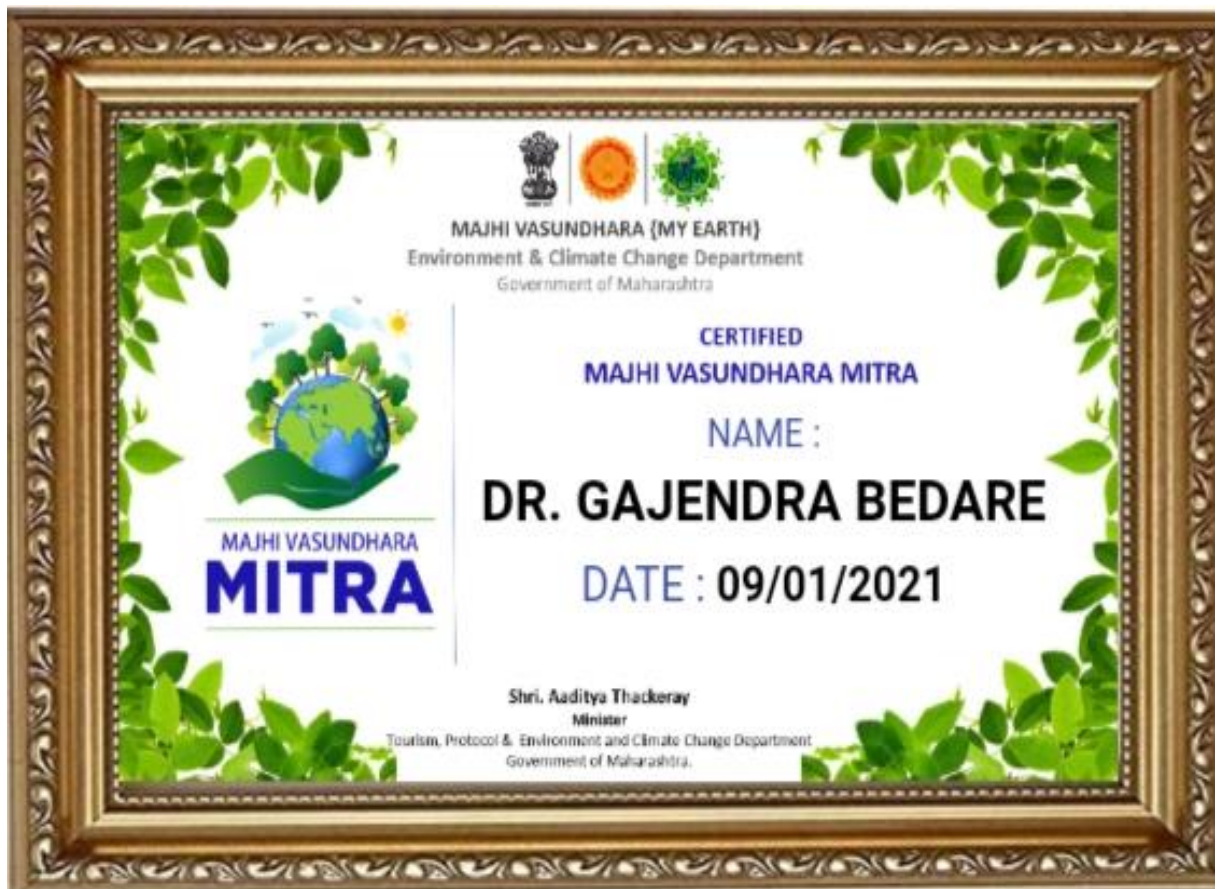 MAJHI VASUNDHARA {MY EARTH}
Environment & Climate Change Department
Government of Maharashtra
CERTIFIED
MAJHI VASUNDHARA MITRA
NAME :
DR. GAJENDRA BEDARE
DATE : 09/01/2021
MAJHI VASUNDHARA
MITRA
Shri. Aaditya Thackeray
Minister
Tourism, Protocol & Environment and Climate Change Department
Government of Maharashtra.